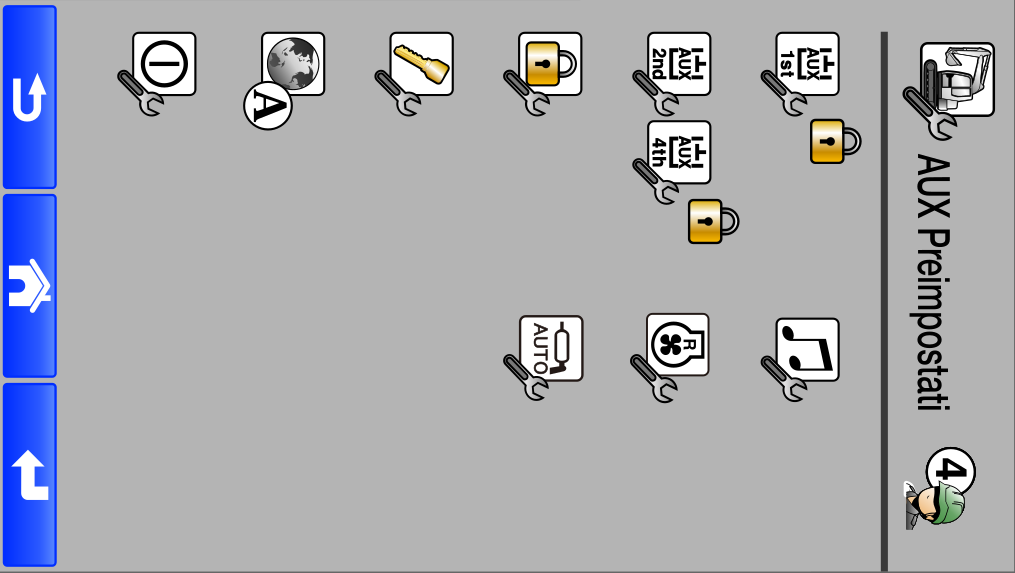 AUX Preimpostati
4
AUX
1st
AUX
2nd
AUX
4th
R
AUTO
A